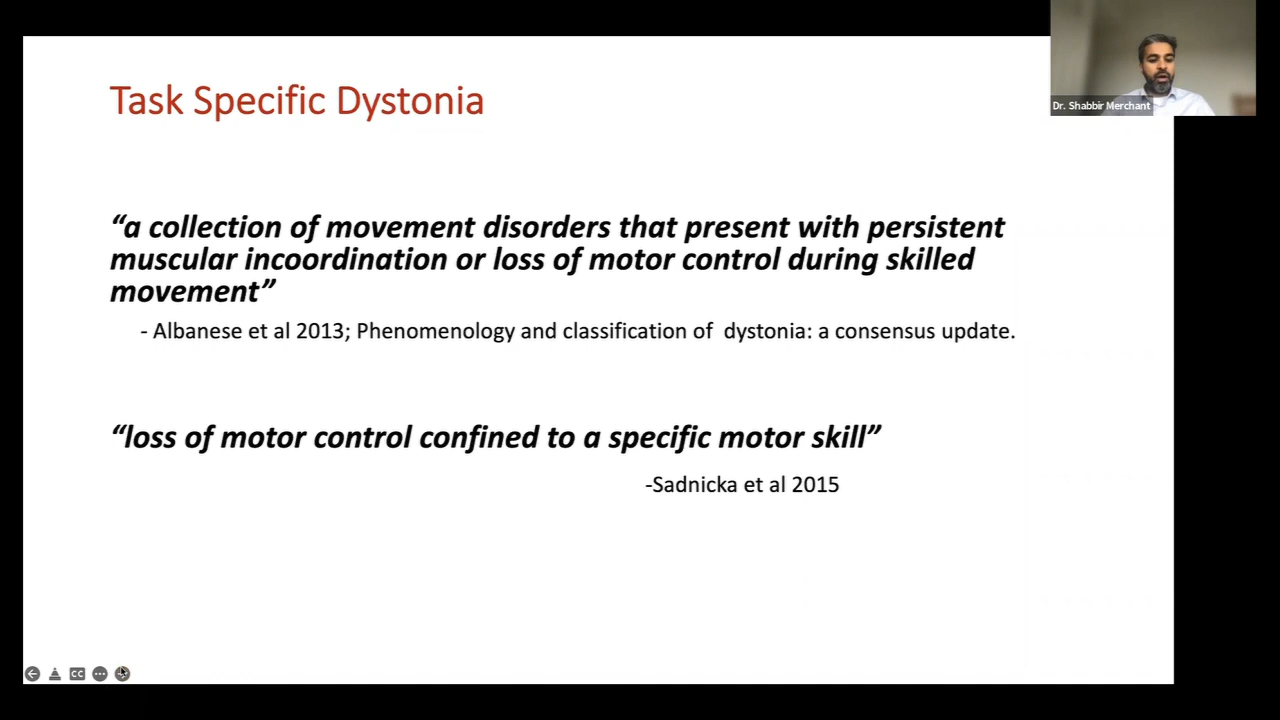 Task Specific Dystonia
Dr. Shabbir Merchant
“a collection of movement disorders that present with persistent
muscular incoordination or loss of motor control during skilled
movement”
- Albanese et al 2013; Phenomenology and classification of dystonia: a consensus update.
“loss of motor control confined to a specific motor skill”
-Sadnicka et al 2015
CC